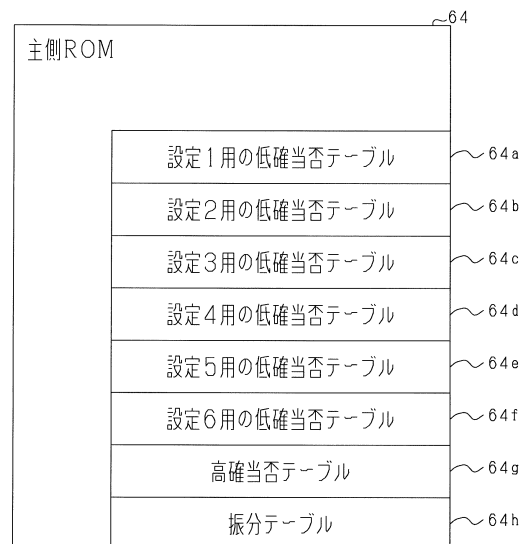 64
主側ROM
設定1用の低確当否テーブル 64a
設定2用の低確当否テーブル 64b
設定3用の低確当否テーブル 64c
設定4用の低確当否テーブル 64d
設定5用の低確当否テーブル 64e
設定6用の低確当否テーブル 64f
高確当否テーブル 64g
振分テーブル 64h